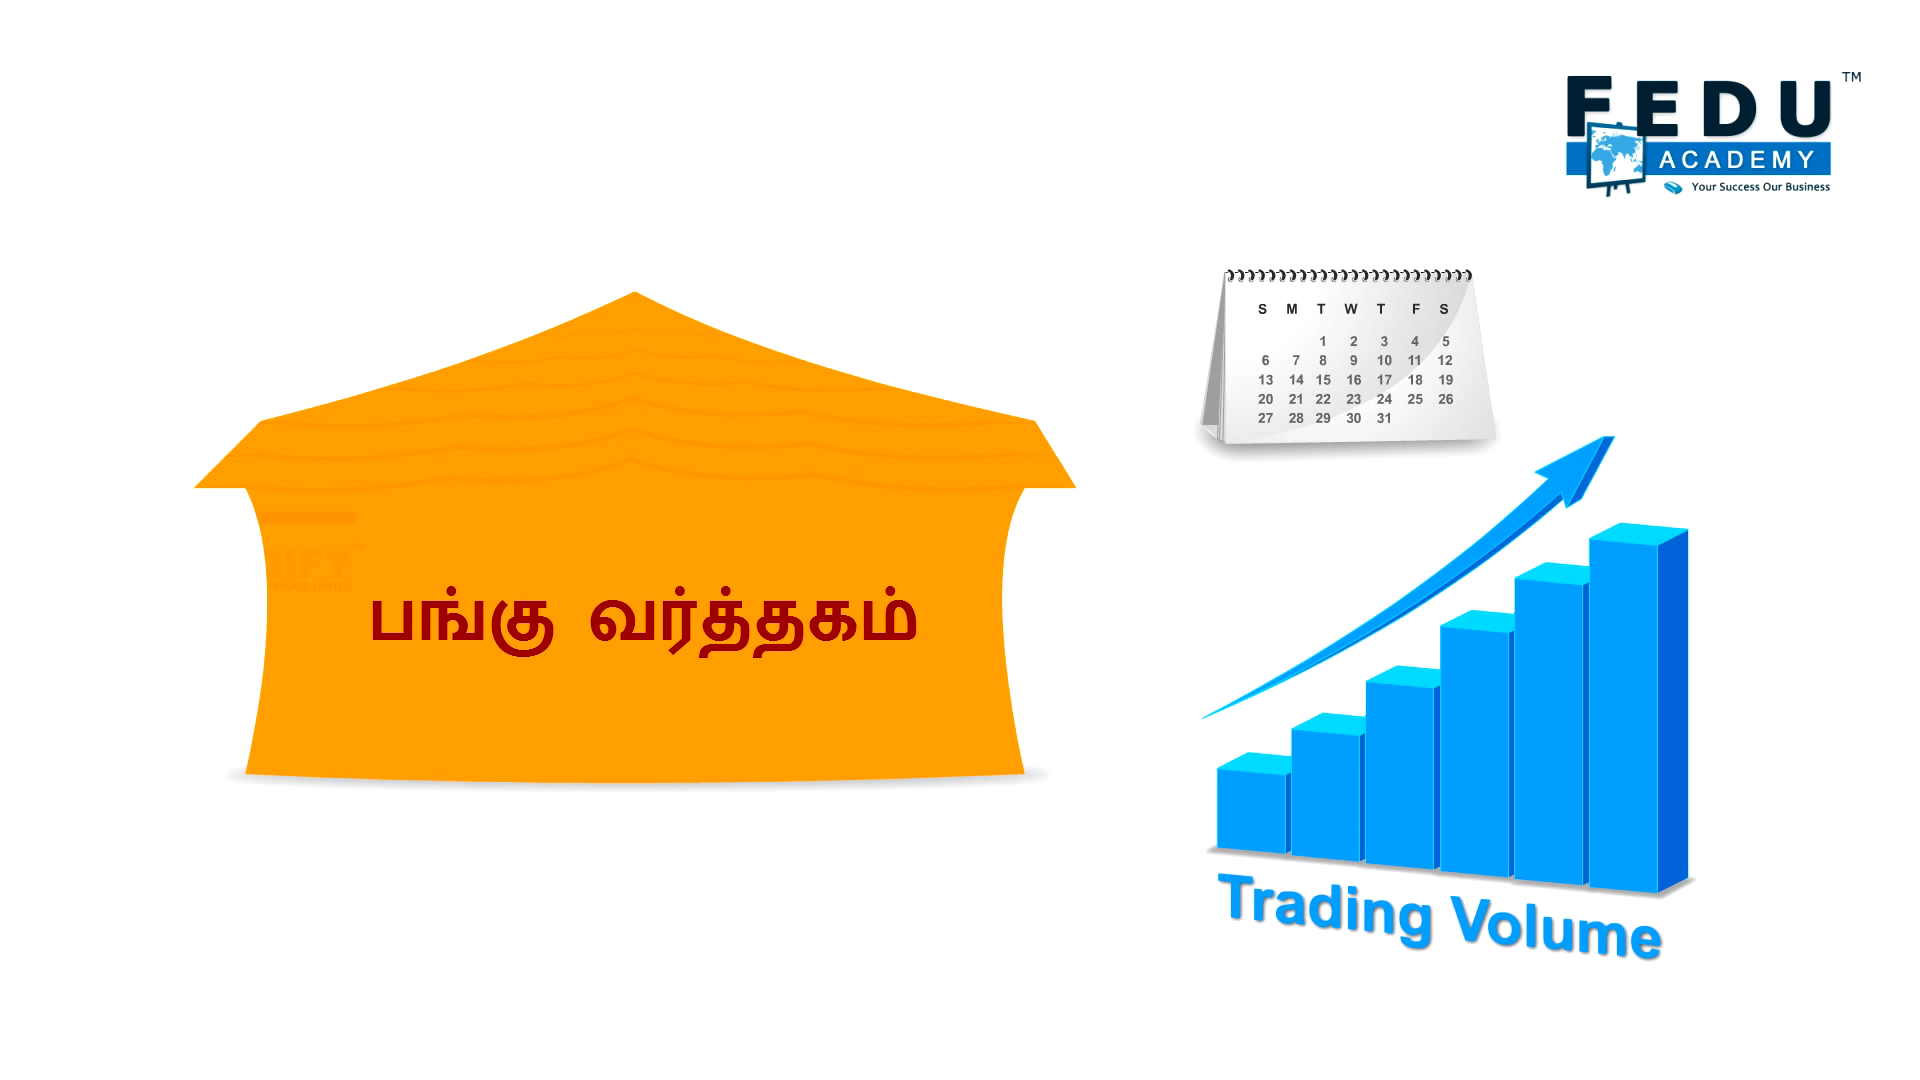 FEDU™
ACADEMY
Your Success Our Business
S M T W T F S
1 2 3 4 5
6 7 8 9 10 11 12
13 14 15 16 17 18 19
20 21 22 23 24 25 26
27 28 29 30 31
பங்கு வர்த்தகம்
Trading Volume